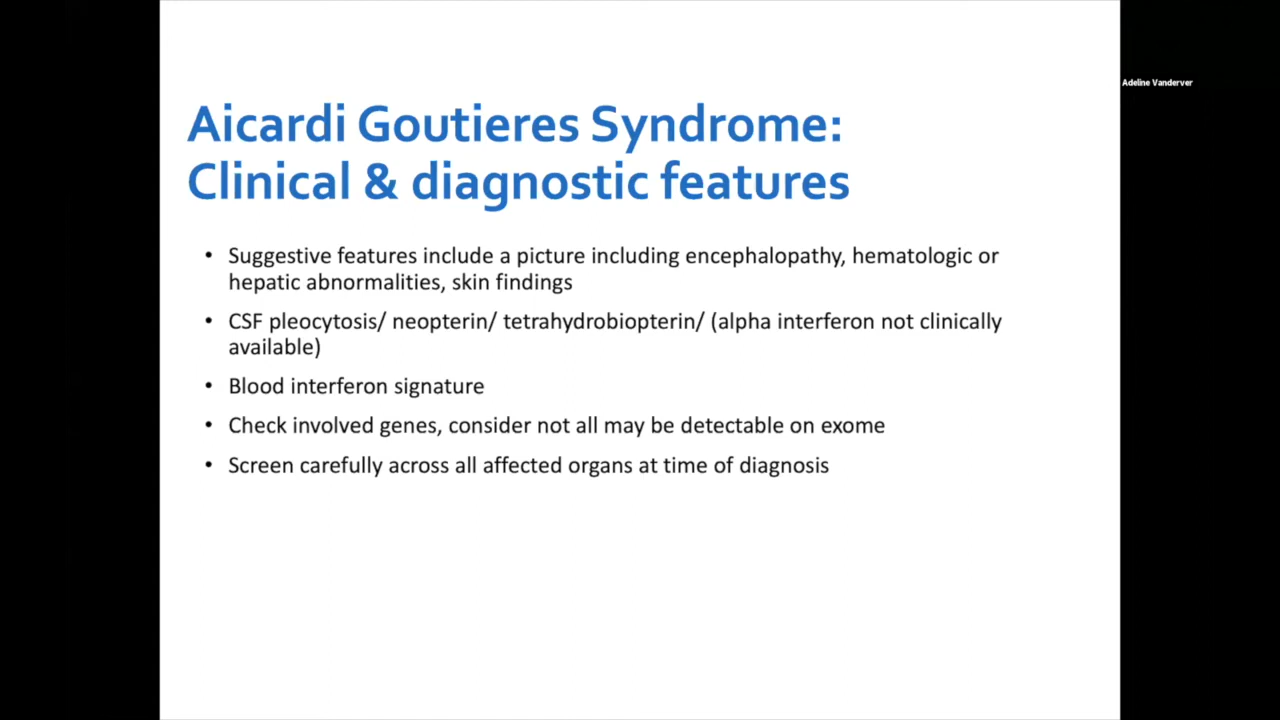 Adeline Vanderver
Aicardi Goutieres Syndrome:
Clinical & diagnostic features
• Suggestive features include a picture including encephalopathy, hematologic or
hepatic abnormalities, skin findings
• CSF pleocytosis/ neopterin/ tetrahydrobiopterin/ (alpha interferon not clinically
available)
• Blood interferon signature
• Check involved genes, consider not all may be detectable on exome
• Screen carefully across all affected organs at time of diagnosis